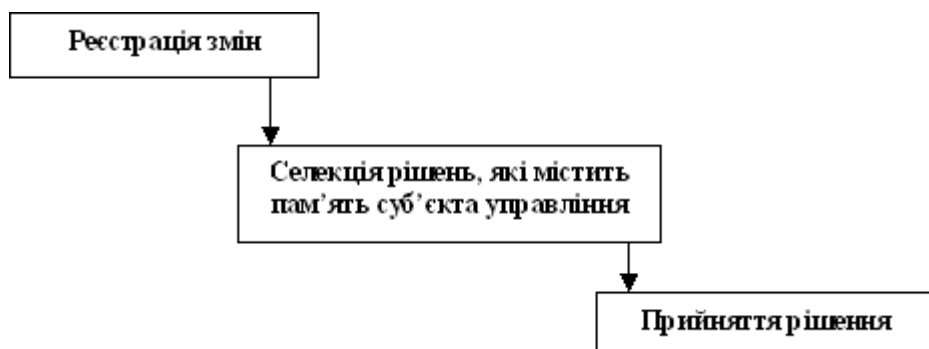 Реєстрація змін
Селекція рішень, які містить
пам’ять суб’єкта управління
Прийняття рішення